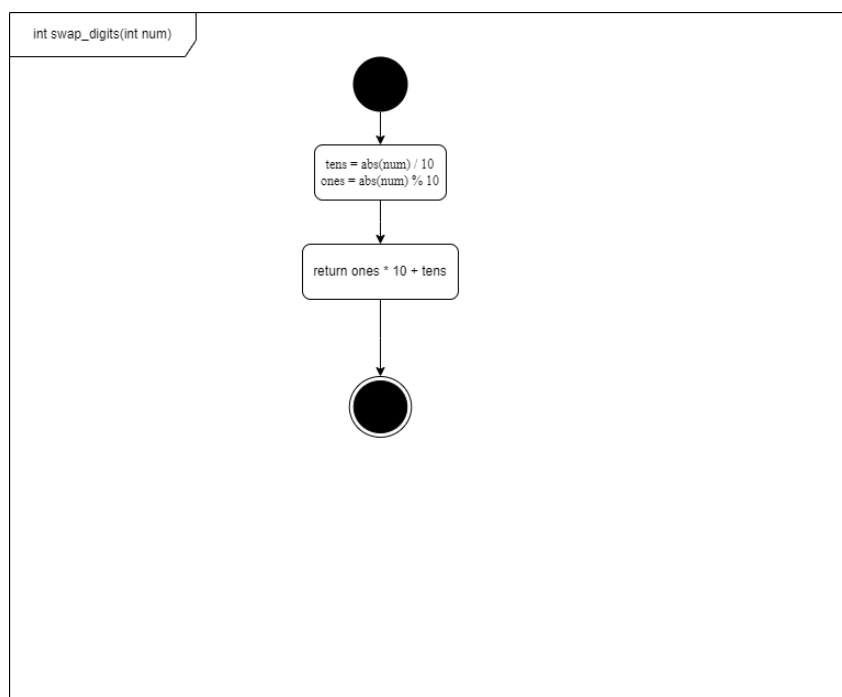 int swap_digits(int num)
tens = abs(num) / 10
ones = abs(num) % 10
return ones * 10 + tens